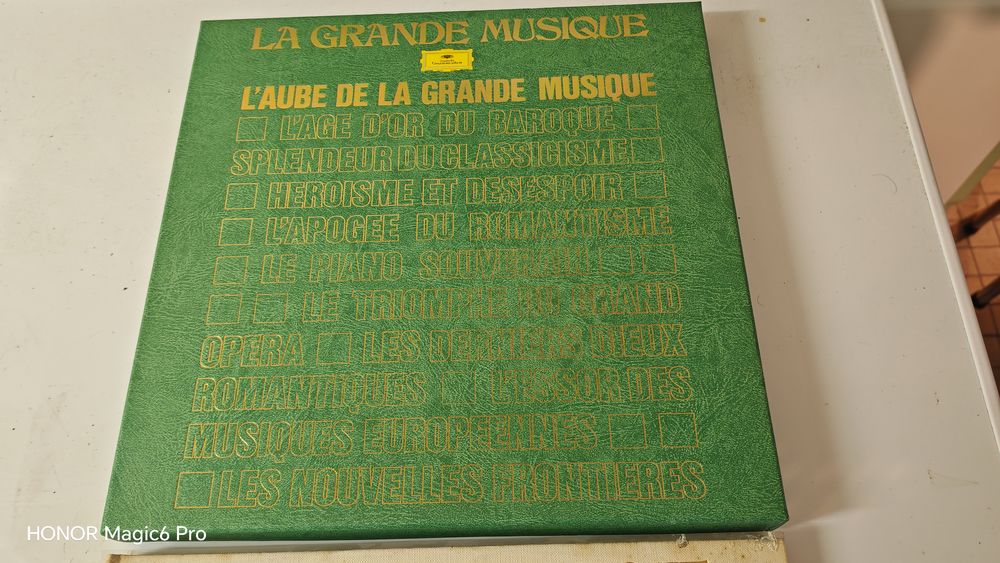 LA GRANDE MUSIQUE
L'AUBE DE LA GRANDE MUSIQUE
L'AGE D'OR DU BAROQUE
SPLENDEUR DU CLASSICISME
HEROISME ET DESESPOIR
L'APOGEE DU ROMANTISME
LE PIANO SOUVERAIN
LE TRIOMPHE DU GRAND
OPERA LES DERNIERS DIEUX
ROMANTIQUES L'ESSOR DES
MUSIQUES EUROPEENNES
LES NOUVELLES FRONTIERES
HONOR Magic6 Pro